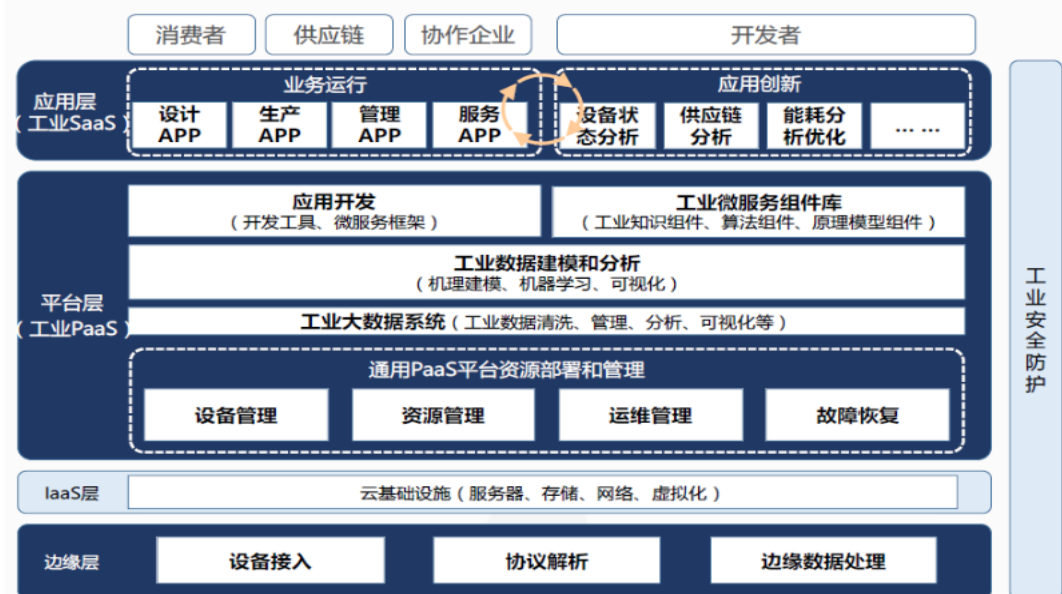 消费者 供应链 协作企业 开发者
应用层
（工业SaaS）
业务运行
设计
APP
生产
APP
管理
APP
服务
APP
应用创新
设备状
态分析
供应链
分析
能耗分
析优化
... ...
平台层
（工业PaaS）
应用开发
（开发工具、微服务框架）
工业微服务组件库
（工业知识组件、算法组件、原理模型组件）
工业数据建模和分析
（机理建模、机器学习、可视化）
工业大数据系统（工业数据清洗、管理、分析、可视化等）
通用PaaS平台资源部署和管理
设备管理 资源管理 运维管理 故障恢复
IaaS层
云基础设施（服务器、存储、网络、虚拟化）
边缘层
设备接入 协议解析 边缘数据处理
工业安全防护